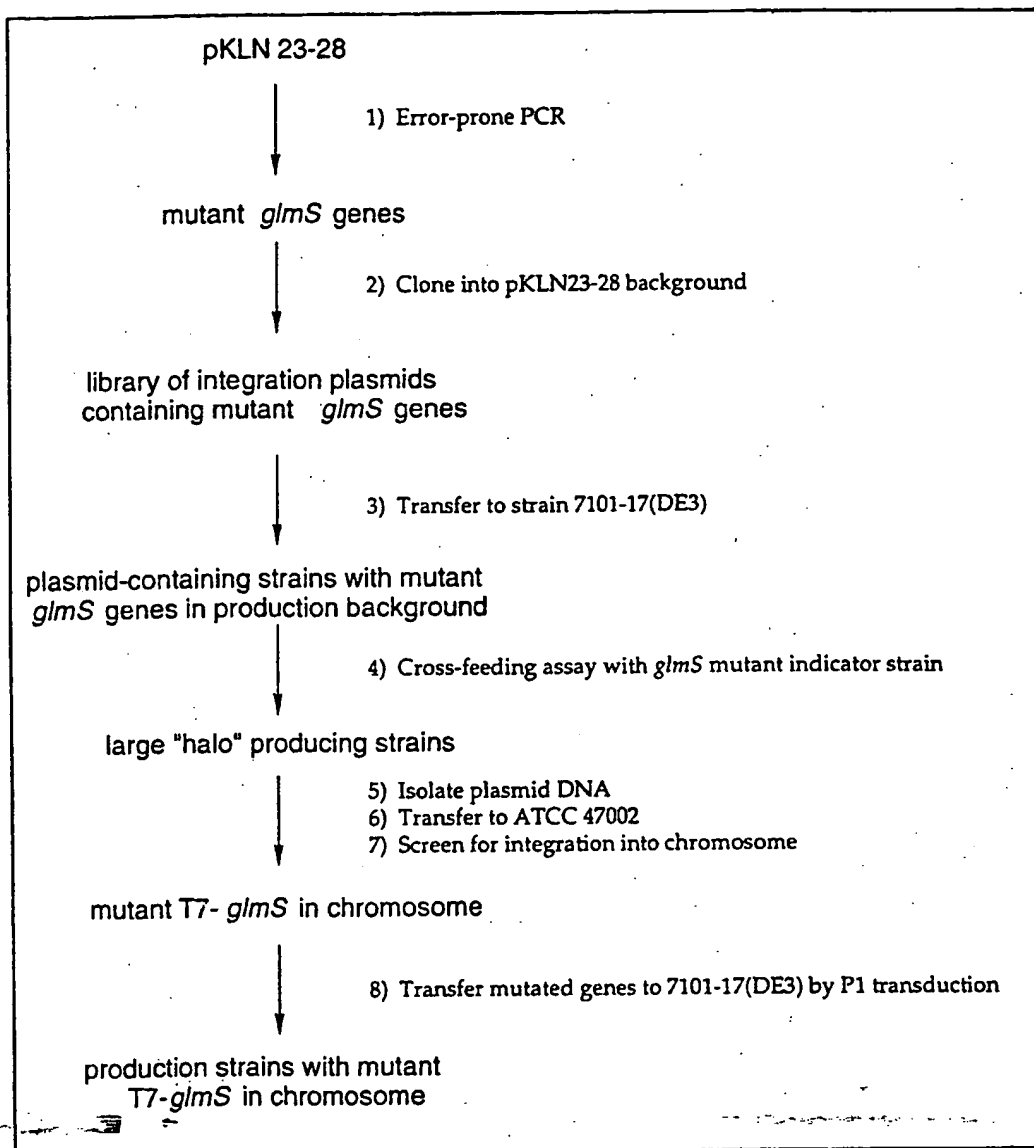 pKLN 23-28
1) Error-prone PCR
mutant glmS genes
2) Clone into pKLN23-28 background
library of integration plasmids
containing mutant glmS genes
3) Transfer to strain 7101-17(DE3)
plasmid-containing strains with mutant
glmS genes in production background
4) Cross-feeding assay with glmS mutant indicator strain
large "halo" producing strains
5) Isolate plasmid DNA
6) Transfer to ATCC 47002
7) Screen for integration into chromosome
mutant T7- glmS in chromosome
8) Transfer mutated genes to 7101-17(DE3) by P1 transduction
production strains with mutant
T7-glmS in chromosome